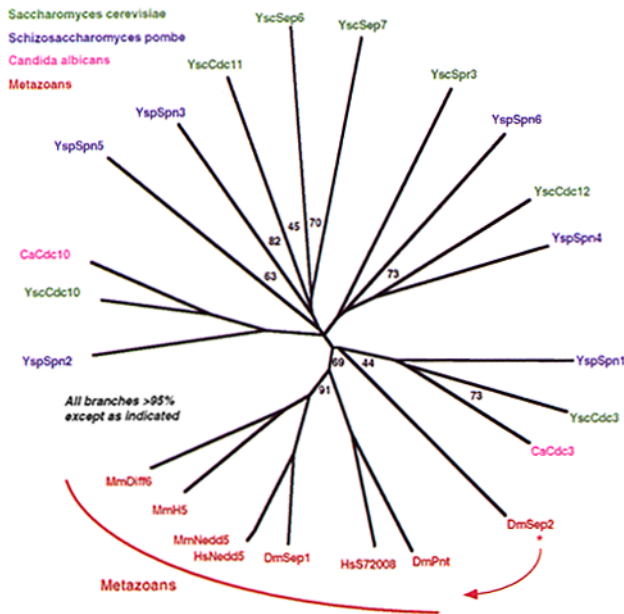 Saccharomyces cerevisiae
Schizosaccharomyces pombe
Candida albicans
Metazoans
YscSep6
YscSep7
YscCdc11
YscSpr3
YspSpn3
YspSpn6
YspSpn5
YscCdc12
YspSpn4
CaCdc10
YscCdc10
YspSpn2
82
45
70
63
73
69
44
91
73
YspSpn1
YscCdc3
CaCdc3
All branches >95%
except as indicated
MmDiff6
MmH5
MmNedd5
HsNedd5
DmSep1
HsS72008
DmPnt
DmSep2
*
Metazoans